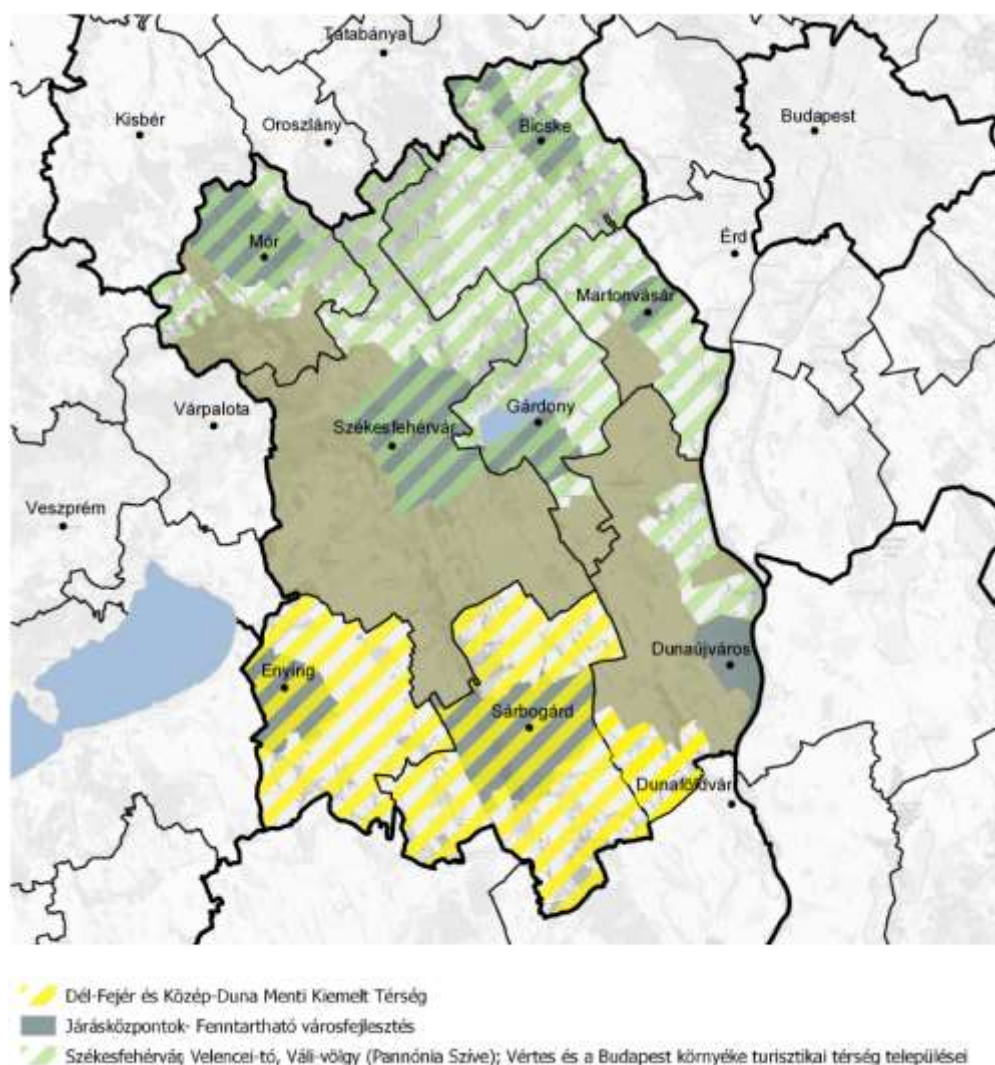 Tatabánya
Kisbér
Oroszlány
Bicske
Budapest
Mór
Érd
Martonvásár
Várpalota
Székesfehérvár
Gárdony
Veszprém
Enying
Sárbogárd
Dunaújváros
Dunaföldvár
Dél-Fejér és Közép-Duna Menti Kiemelt Térség
Járásközpontok- Fenntartható városfejlesztés
Székesfehérvár, Velencei-tó, Váli-völgy (Pannónia Szíve); Vértes és a Budapest környéke turisztikai térség települései